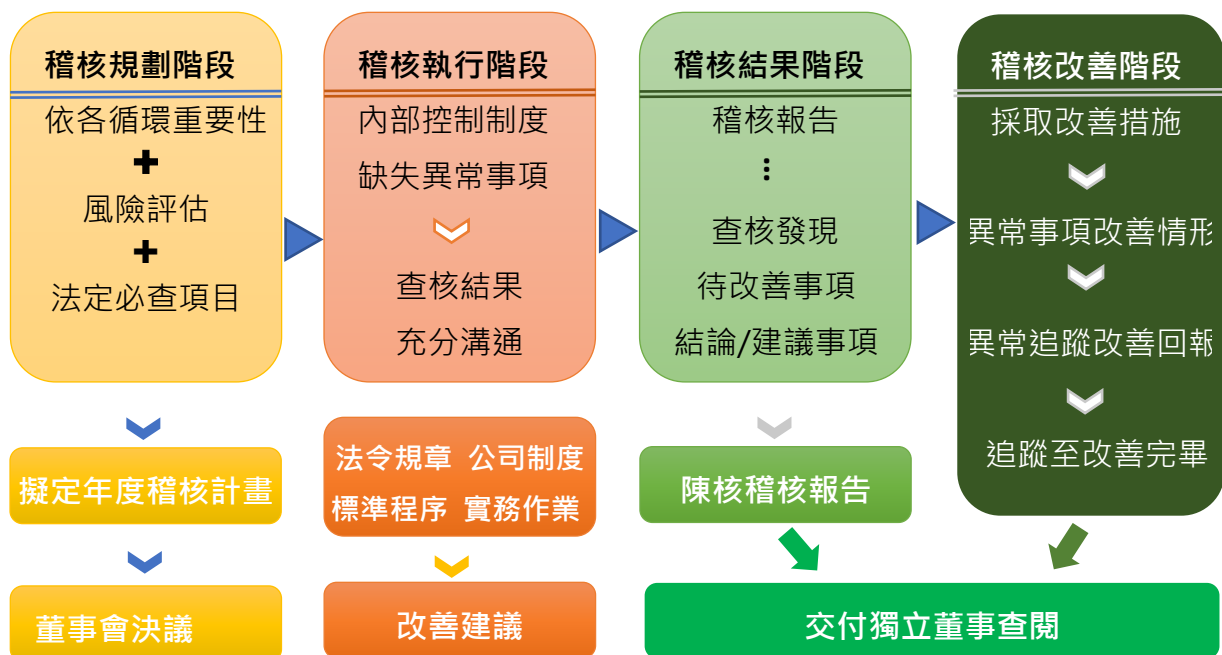 稽核規劃階段
依各循環重要性
風險評估
法定必查項目
擬定年度稽核計畫
董事會決議
稽核執行階段
內部控制制度
缺失異常事項
查核結果
充分溝通
法令規章 公司制度
標準程序 實務作業
改善建議
稽核結果階段
稽核報告
⋮
查核發現
待改善事項
結論/建議事項
陳核稽核報告
稽核改善階段
採取改善措施
異常事項改善情形
異常追蹤改善回報
追蹤至改善完畢
交付獨立董事查閱